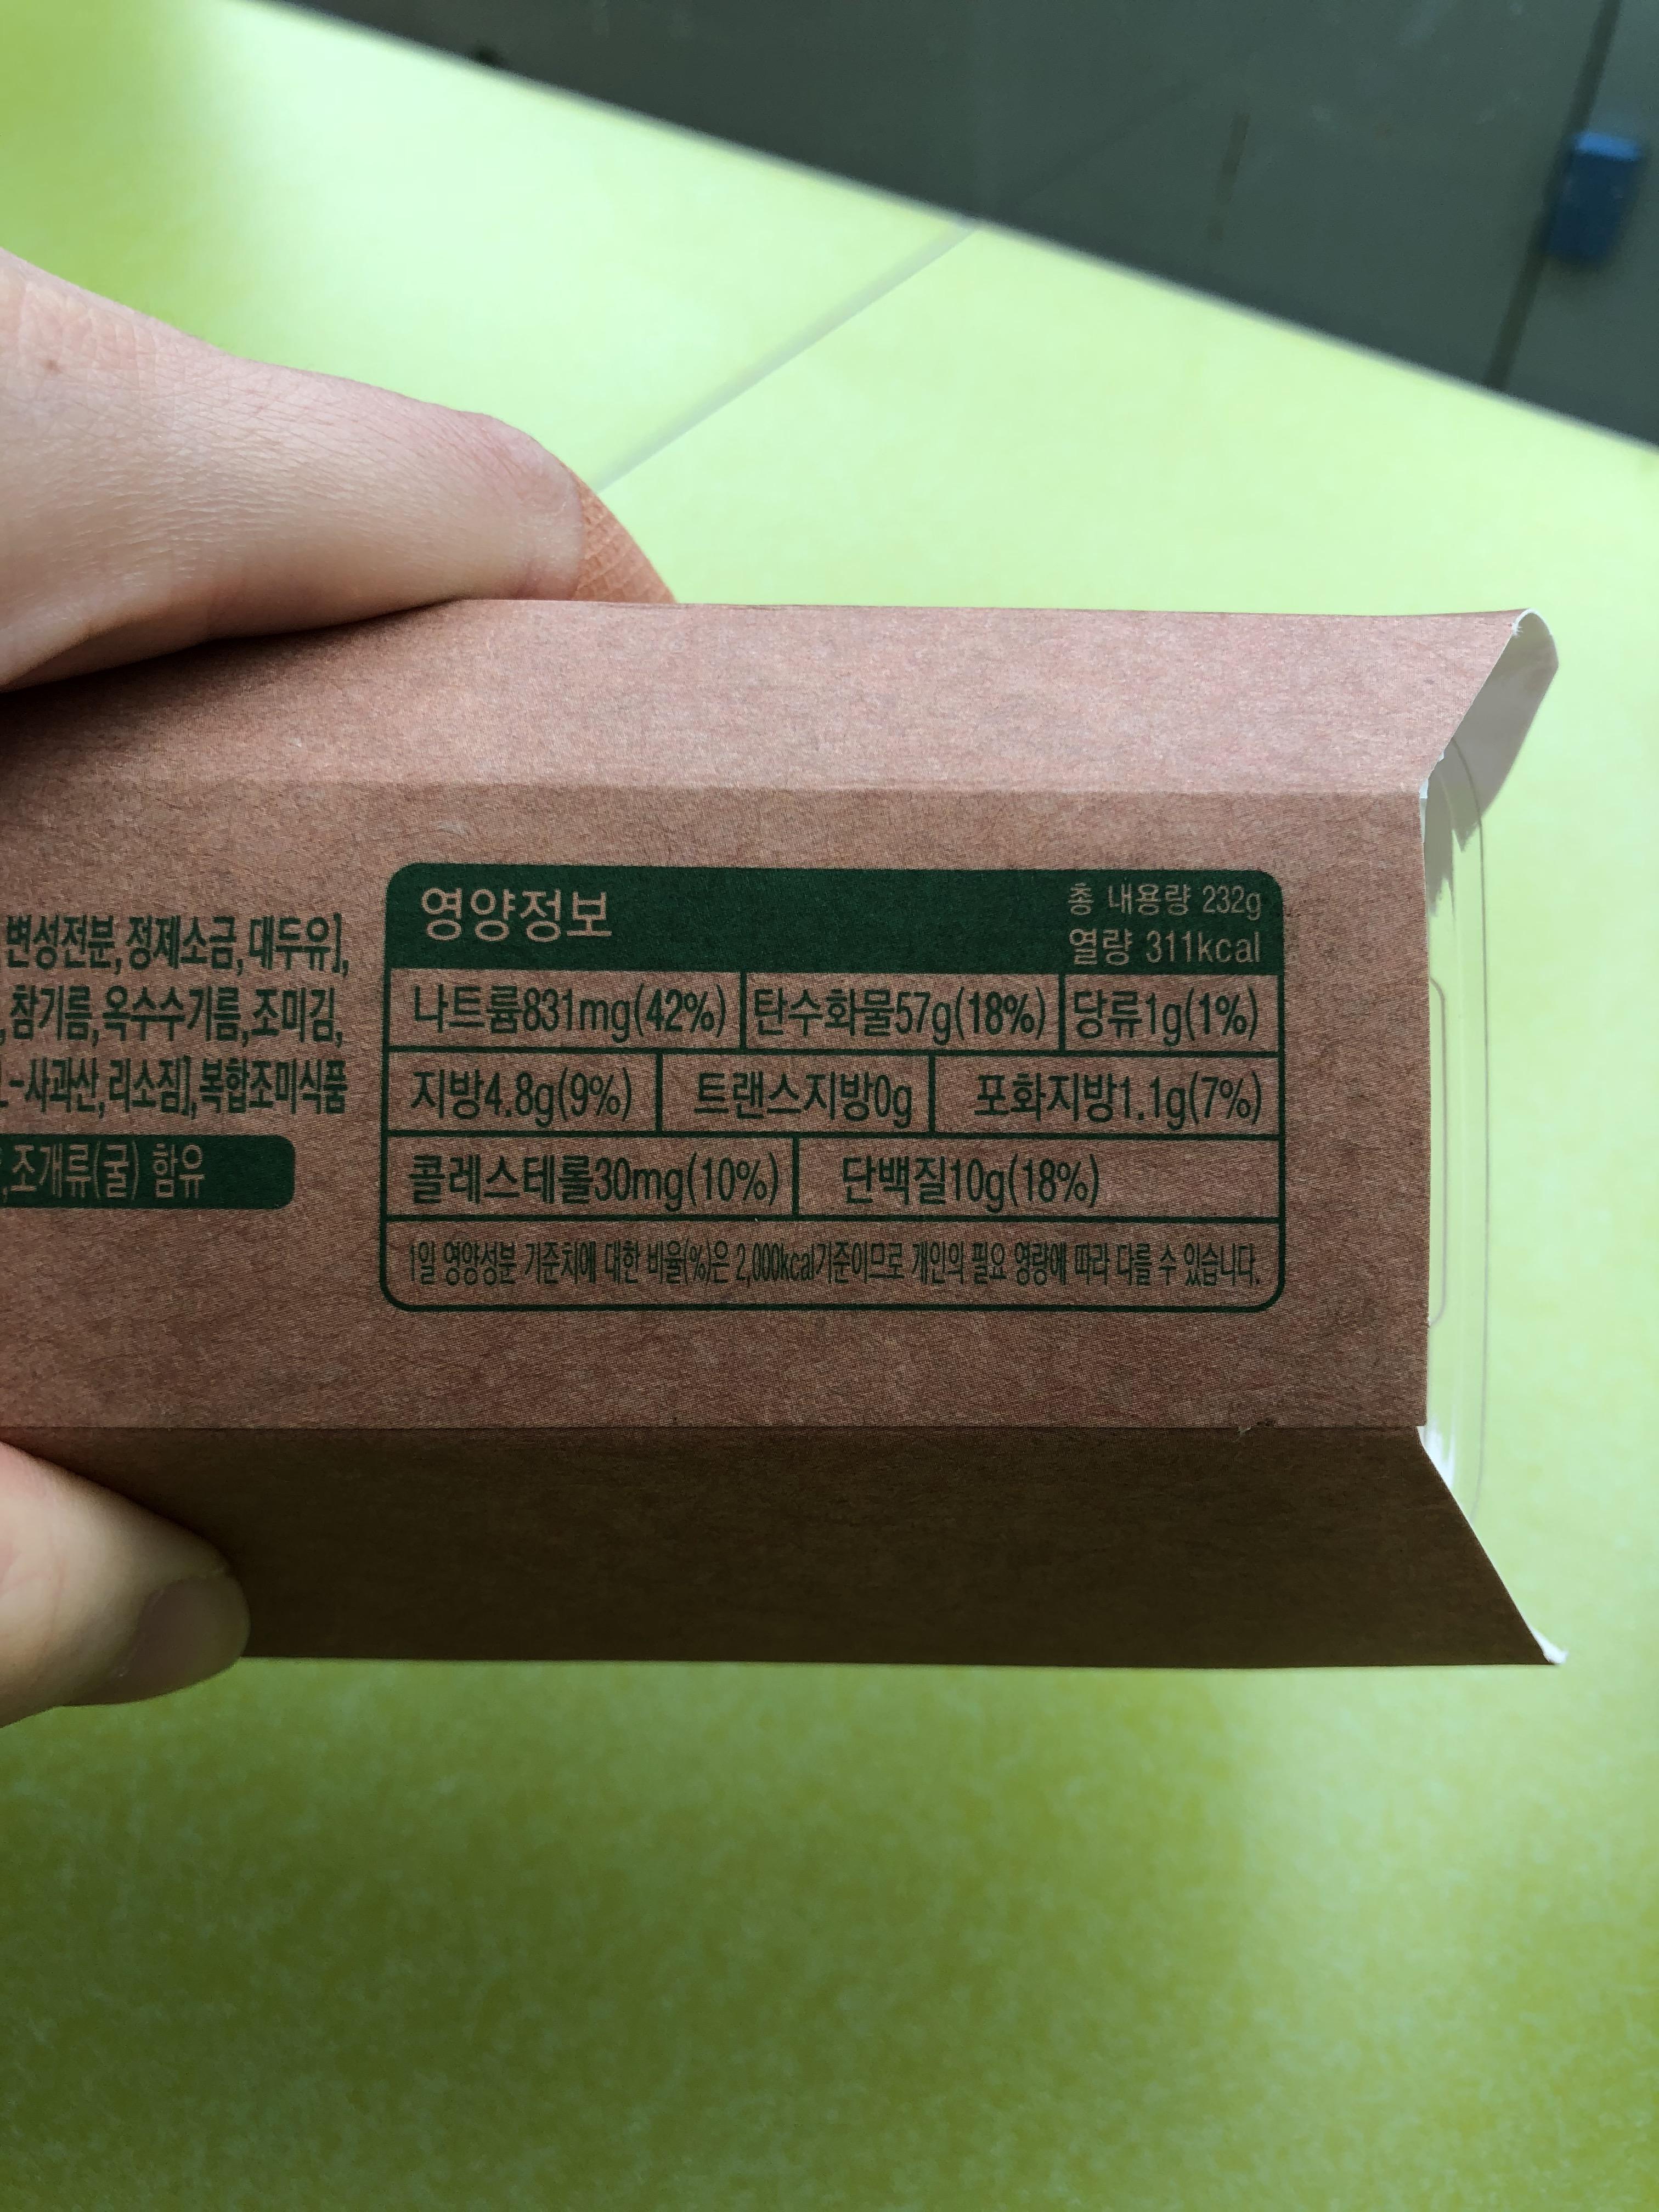 변성전분,정제소금,대두유],
,참기름,옥수수기름,조미김,
-사과산,리소짐],복합조미식품
,조개류(굴) 함유
영양정보
총 내용량 232g
열량 311kcal
나트륨831mg(42%) 탄수화물57g(18%) 당류1g(1%)
지방4.8g(9%) 트랜스지방0g 포화지방1.1g(7%)
콜레스테롤30mg(10%) 단백질10g(18%)
1일 영양성분 기준치에 대한 비율(%)은 2,000kcal기준이므로 개인의 필요 열량에 따라 다를 수 있습니다.